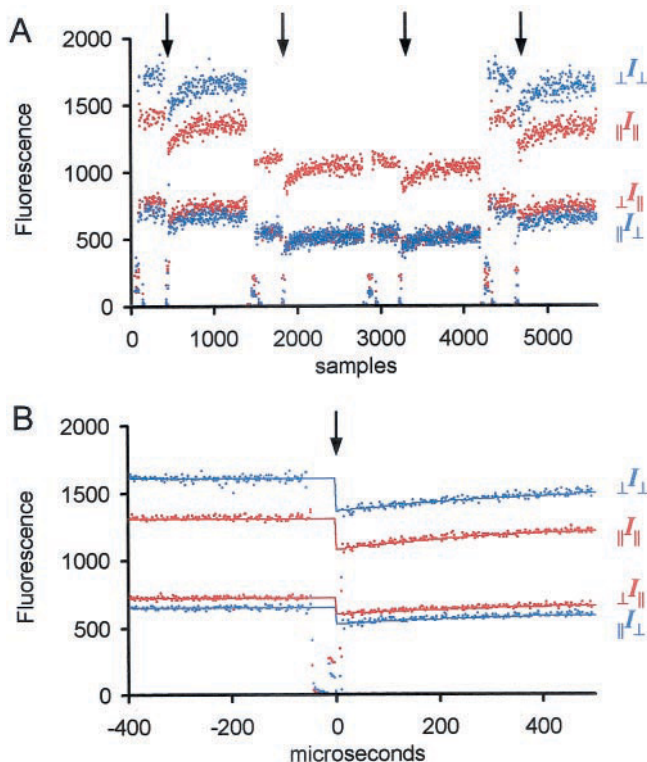 A
2000
1500
1000
500
0
Fluorescence
0 1000 2000 3000 4000 5000
samples
⊥I⊥
∥I∥
⊥I∥
∥I⊥
B
2000
1500
1000
500
0
Fluorescence
-400 -200 0 200 400
microseconds
⊥I⊥
∥I∥
⊥I∥
∥I⊥